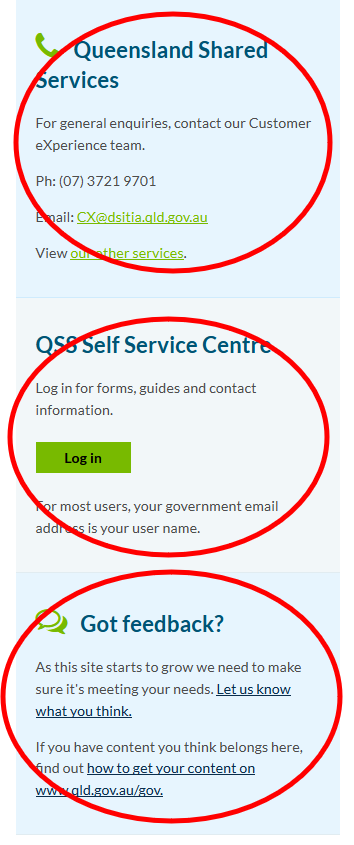 Queensland Shared
Services
For general enquiries, contact our Customer
eXperience team.
Ph: (07) 3721 9701
Email: CX@dsitia.qld.gov.au
View our other services.
QSS Self Service Centre
Log in for forms, guides and contact
information.
Log in
For most users, your government email
address is your user name.
Got feedback?
As this site starts to grow we need to make
sure it's meeting your needs. Let us know
what you think.
If you have content you think belongs here,
find out how to get your content on
www.qld.gov.au/gov.